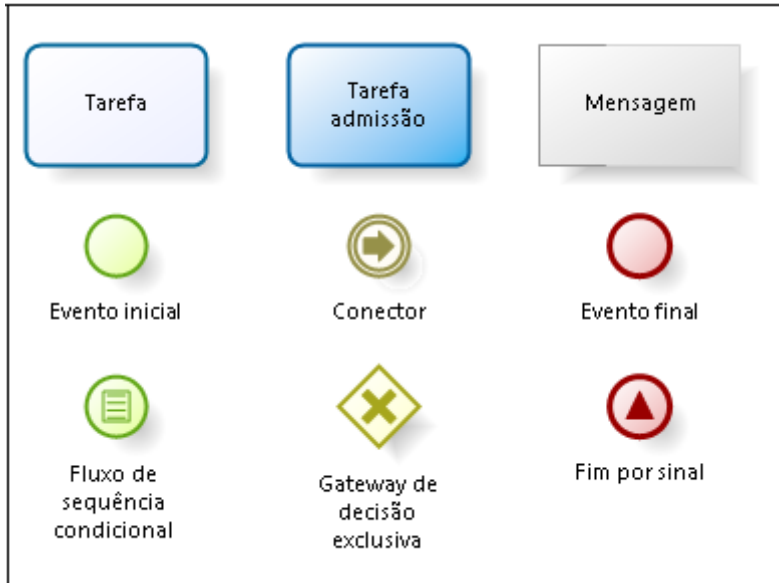 Tarefa
Tarefa
admissão
Mensagem
Evento inicial
Conector
Evento final
Fluxo de
sequência
condicional
Gateway de
decisão
exclusiva
Fim por sinal